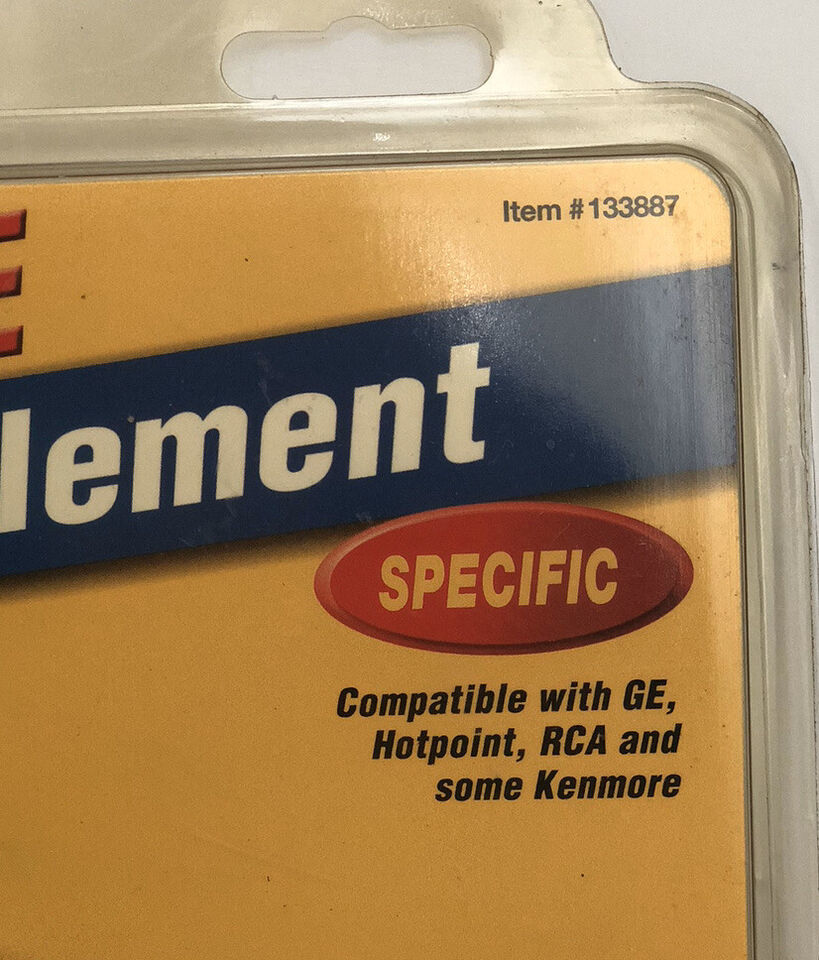 Item #133887
E
lement
SPECIFIC
Compatible with GE,
Hotpoint, RCA and
some Kenmore